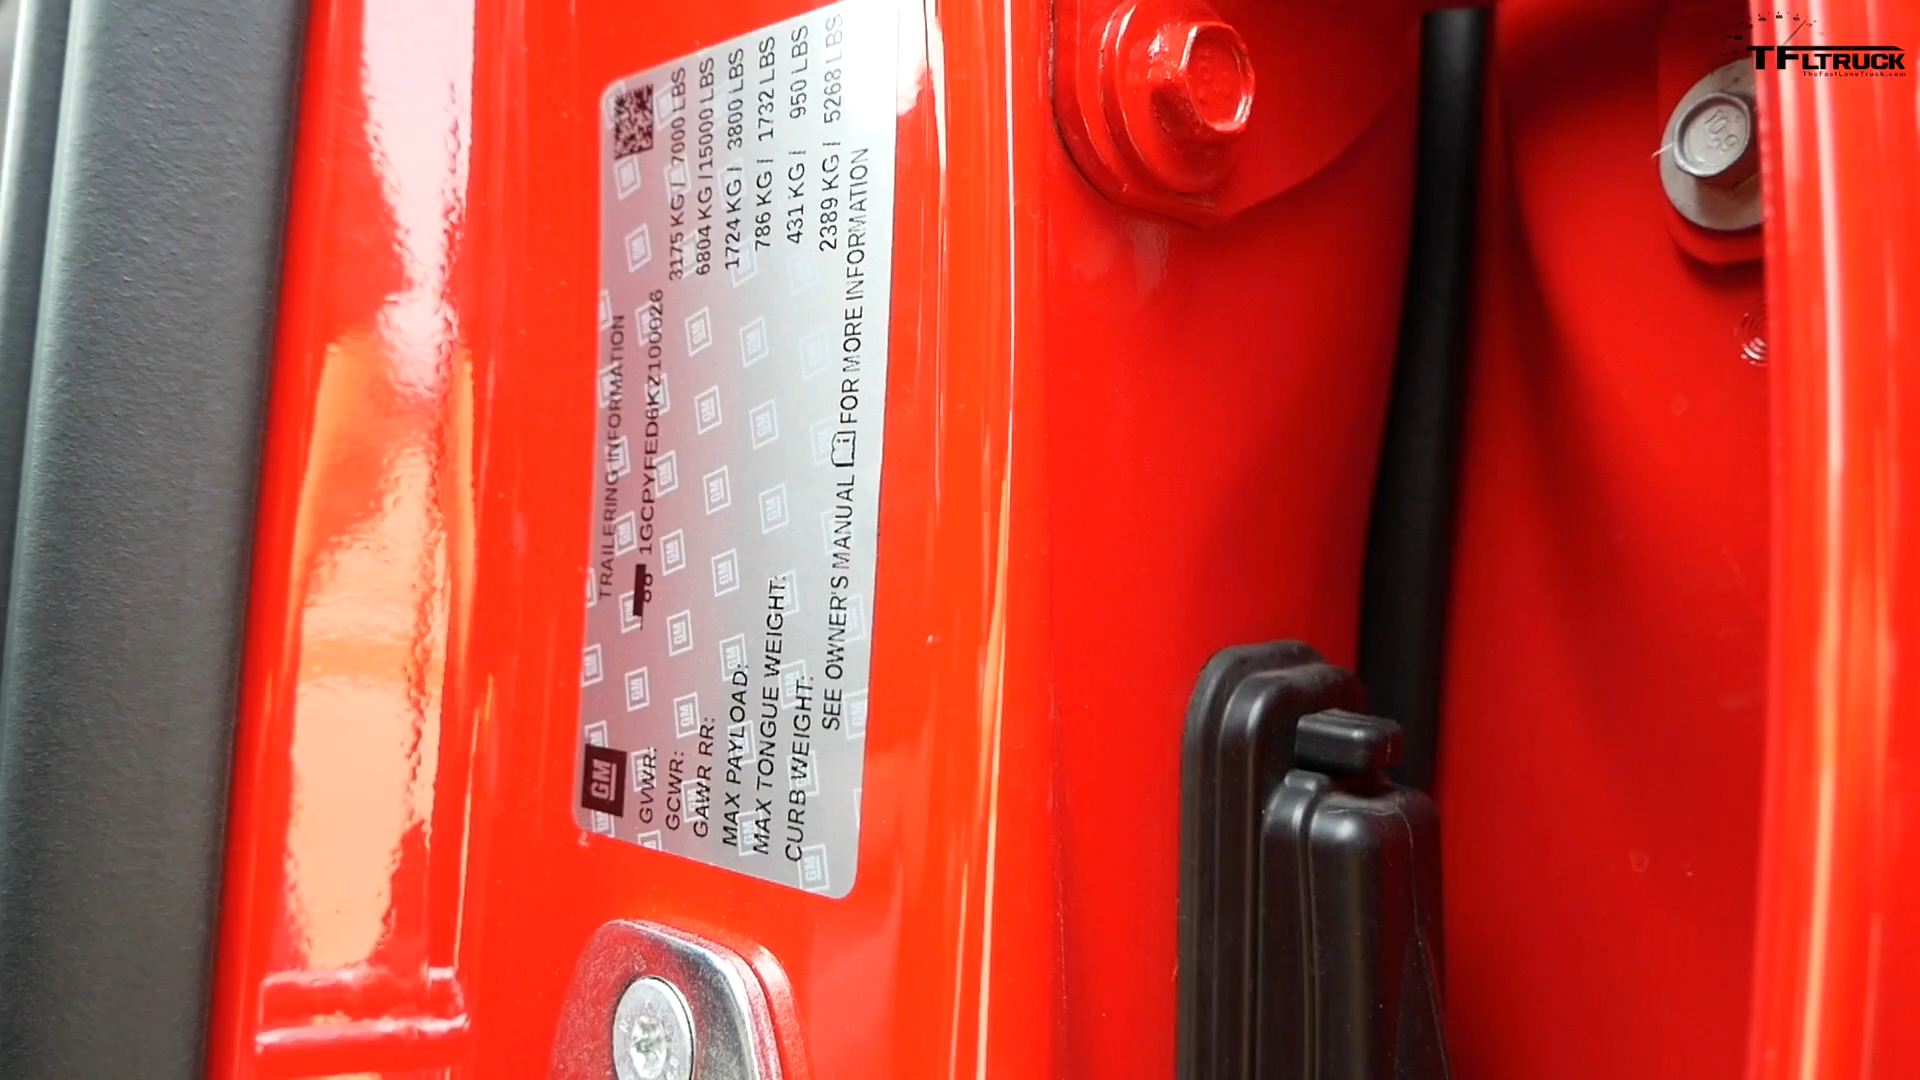 TRAILERING INFORMATION
1GCPYFED6KZ100026
GM
GVWR: 3175 KG / 7000 LBS
GCWR: 6804 KG / 15000 LBS
GAWR RR: 1724 KG / 3800 LBS
MAX PAYLOAD: 786 KG / 1732 LBS
MAX TONGUE WEIGHT: 431 KG / 950 LBS
CURB WEIGHT: 2389 KG / 5268 LBS
SEE OWNER'S MANUAL FOR MORE INFORMATION
10.9
TFLTRUCK
TheFastLaneTruck.com